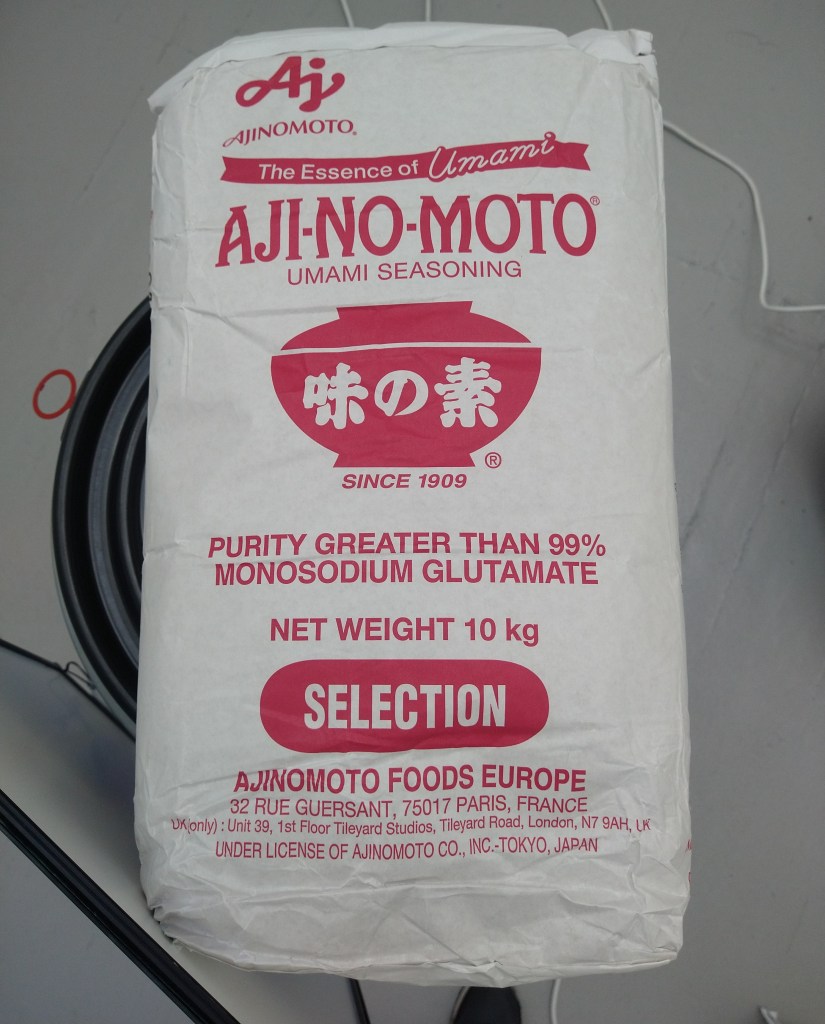 Aj
AJINOMOTO®
The Essence of Umami
AJI-NO-MOTO®
UMAMI SEASONING
味の素
®
SINCE 1909
PURITY GREATER THAN 99%
MONOSODIUM GLUTAMATE
NET WEIGHT 10 kg
SELECTION
AJINOMOTO FOODS EUROPE
32 RUE GUERSANT, 75017 PARIS, FRANCE
UK(only) : Unit 39, 1st Floor Tileyard Studios, Tileyard Road, London, N7 9AH, UK
UNDER LICENSE OF AJINOMOTO CO., INC.-TOKYO, JAPAN